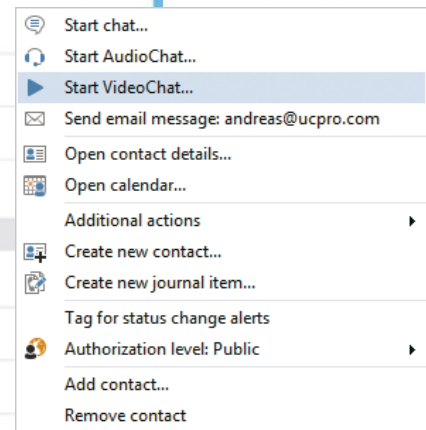 Start chat...
Start AudioChat...
Start VideoChat...
Send email message: andreas@ucpro.com
Open contact details...
Open calendar...
Additional actions
Create new contact...
Create new journal item...
Tag for status change alerts
Authorization level: Public
Add contact...
Remove contact